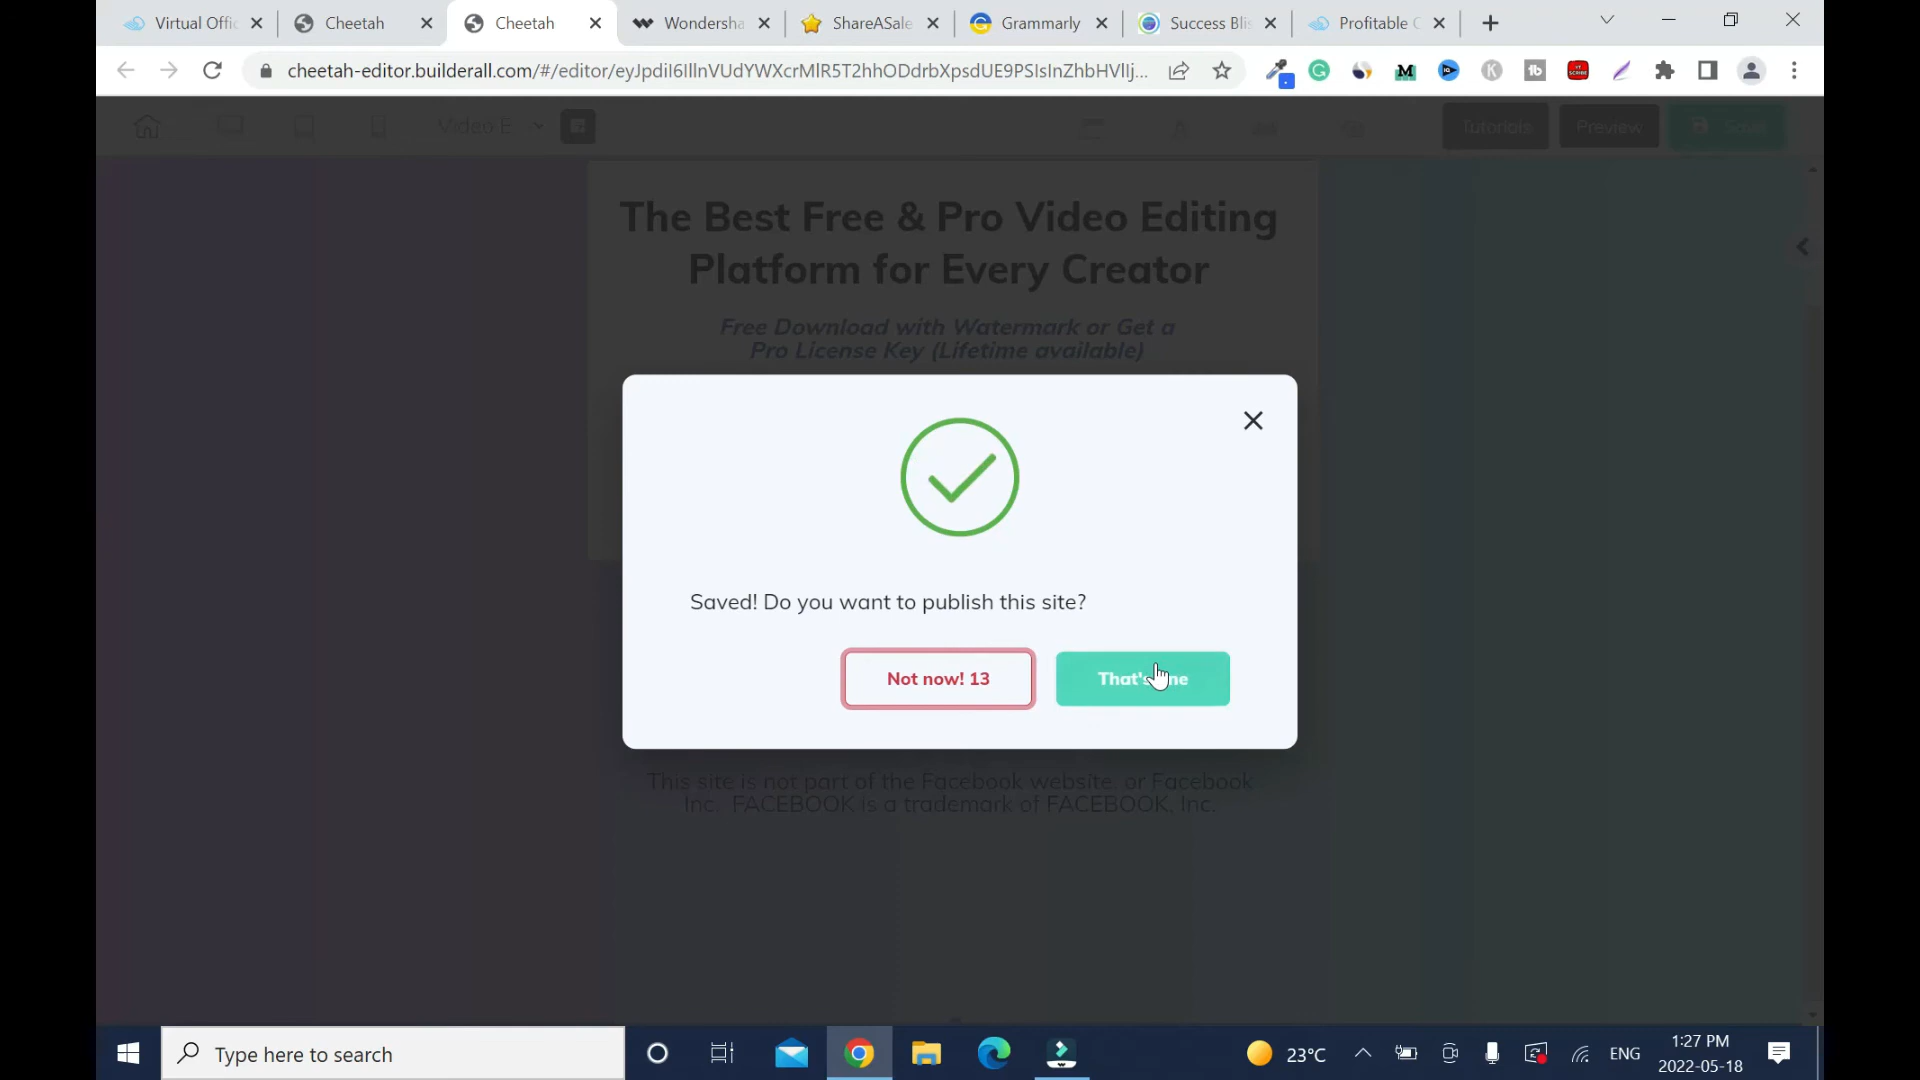 Virtual Offic
Cheetah
Cheetah
Wondersha
ShareASale
Grammarly
Success Blis
Profitable C
cheetah-editor.builderall.com/#/editor/
Video E
Tutorials
Preview
Save
The Best Free & Pro Video Editing
Platform for Every Creator
Free Download with Watermark or Get a
Pro License Key (Lifetime available)
Saved! Do you want to publish this site?
Not now! 13
That's
This site is not part of the Facebook website. or Facebook
Inc. FACEBOOK is a trademark of FACEBOOK, Inc.
Type here to search
23°C
ENG
1:27 PM
2022-05-18